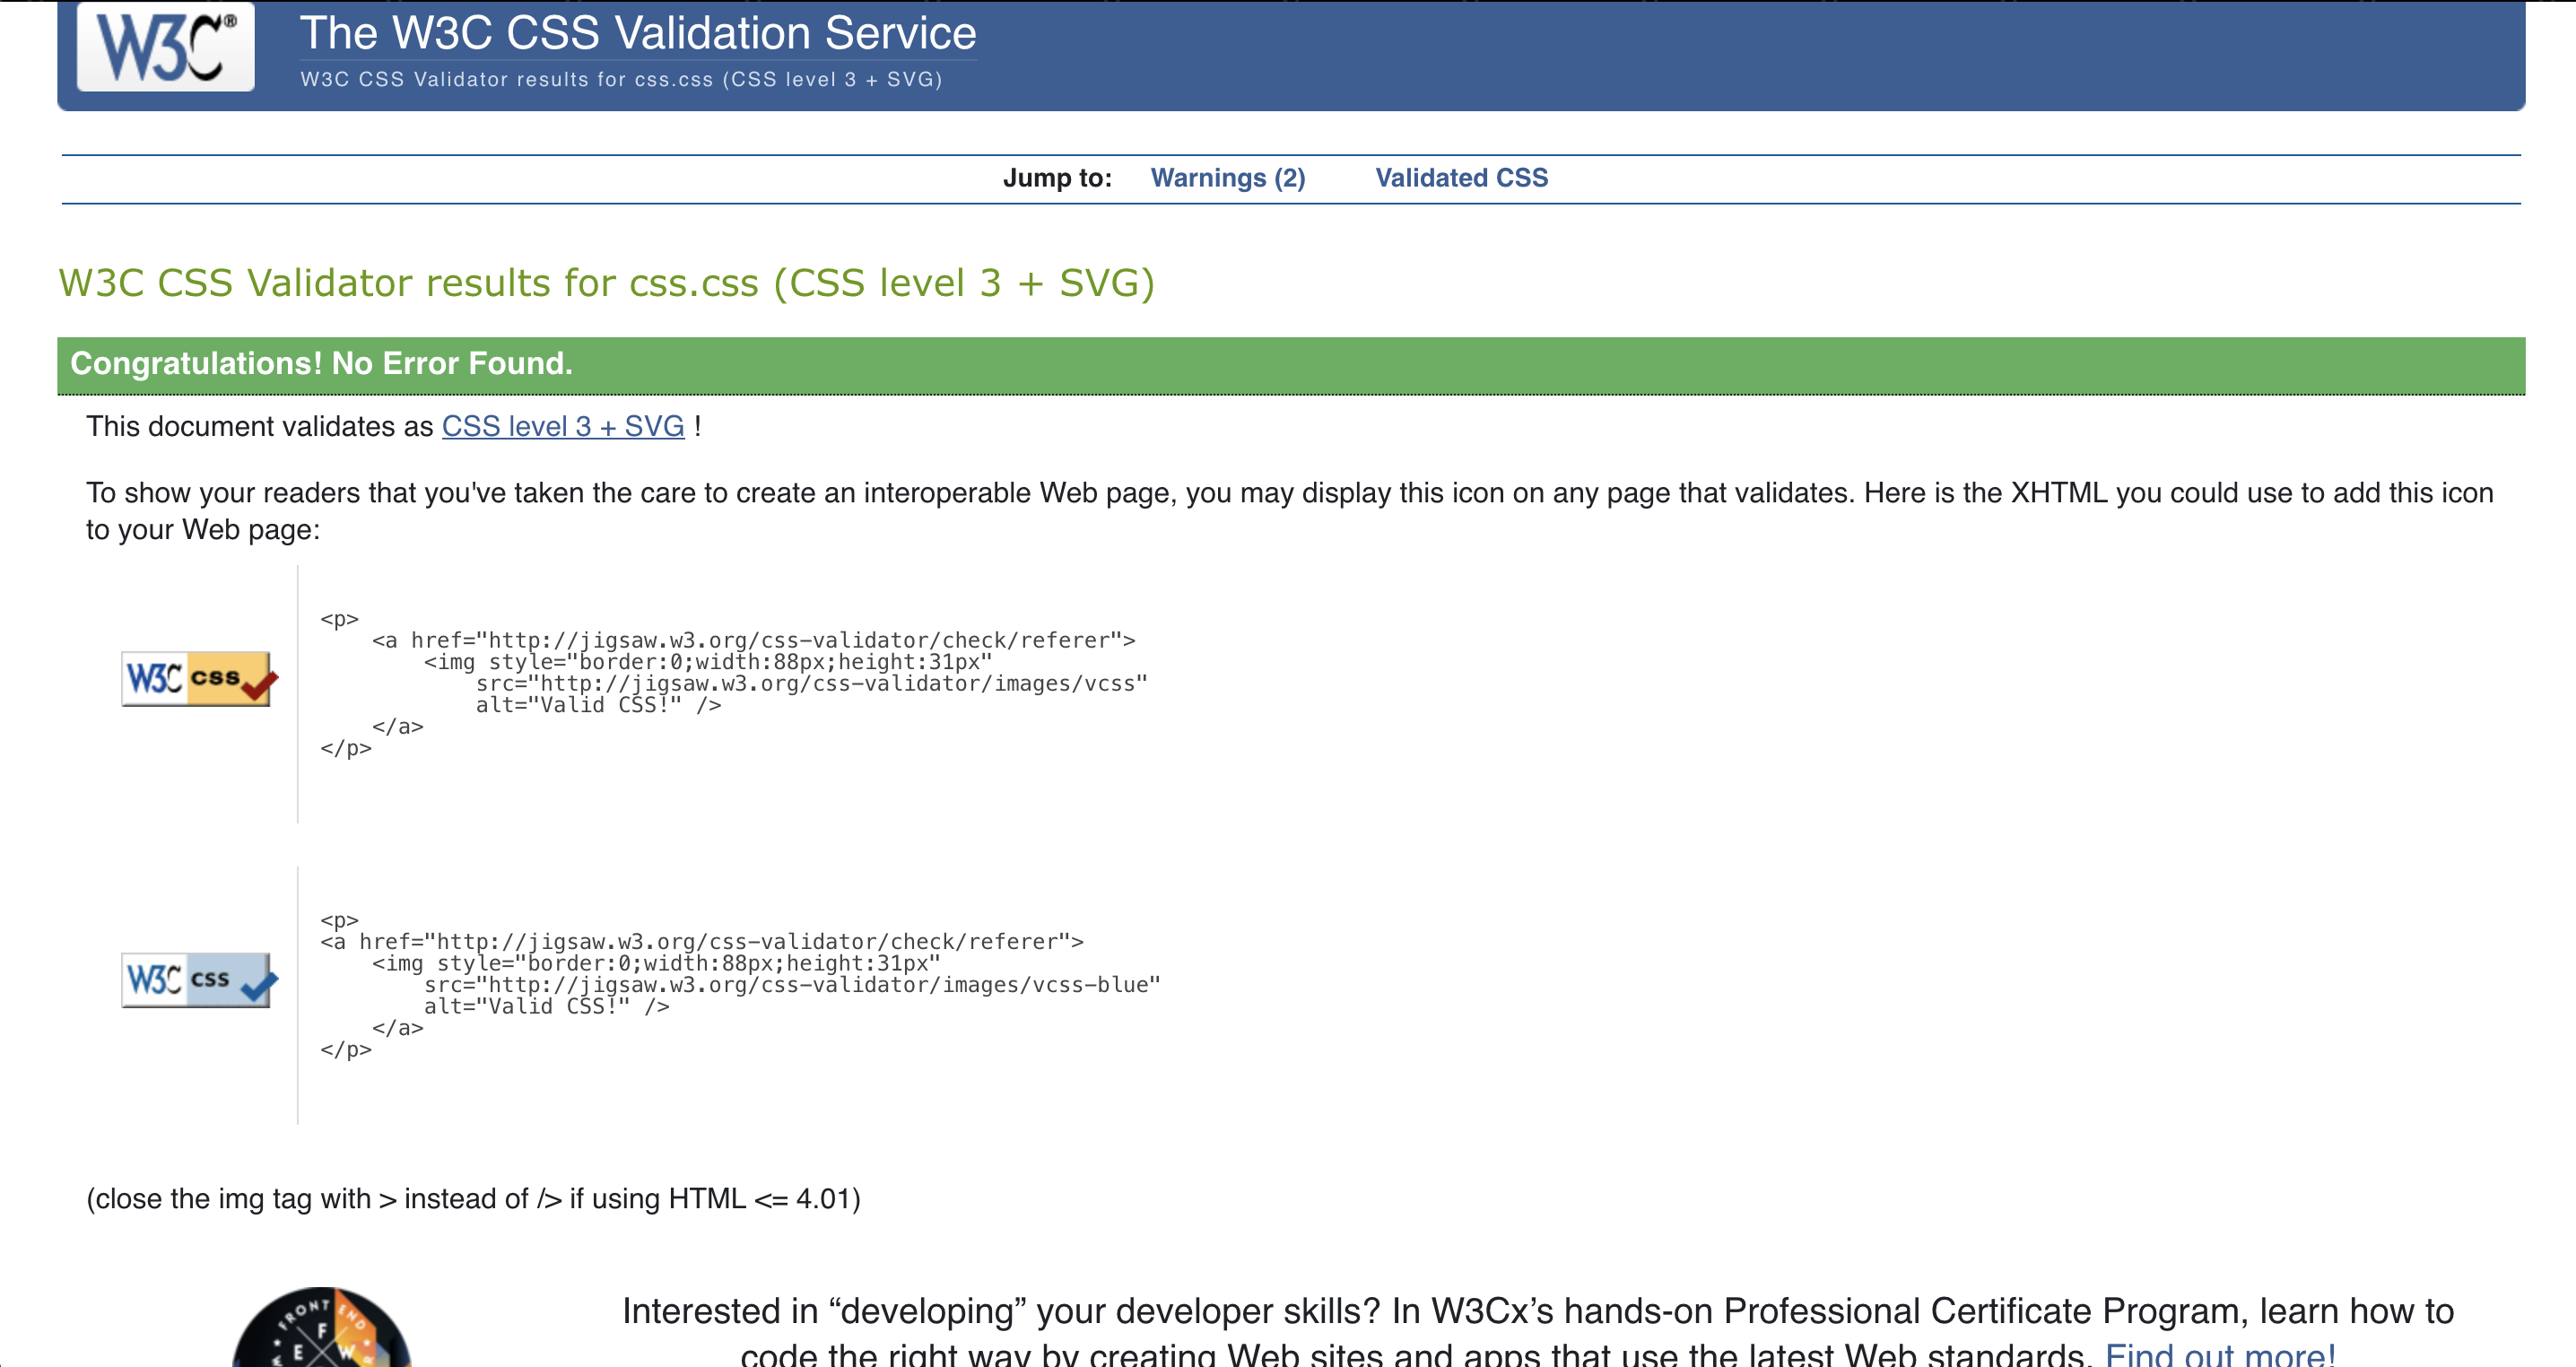 W3C®
The W3C CSS Validation Service
W3C CSS Validator results for css.css (CSS level 3 + SVG)
Jump to: Warnings (2) Validated CSS
W3C CSS Validator results for css.css (CSS level 3 + SVG)
Congratulations! No Error Found.
This document validates as CSS level 3 + SVG !
To show your readers that you've taken the care to create an interoperable Web page, you may display this icon on any page that validates. Here is the XHTML you could use to add this icon
to your Web page:
W3C css
<p>
    <a href="http://jigsaw.w3.org/css-validator/check/referer">
        <img style="border:0;width:88px;height:31px"
            src="http://jigsaw.w3.org/css-validator/images/vcss"
            alt="Valid CSS!" />
    </a>
</p>
W3C css
<p>
<a href="http://jigsaw.w3.org/css-validator/check/referer">
    <img style="border:0;width:88px;height:31px"
        src="http://jigsaw.w3.org/css-validator/images/vcss-blue"
        alt="Valid CSS!" />
    </a>
</p>
(close the img tag with > instead of /> if using HTML <= 4.01)
FRONT END
F
E W
Interested in “developing” your developer skills? In W3Cx’s hands-on Professional Certificate Program, learn how to
code the right way by creating Web sites and apps that use the latest Web standards. Find out more!